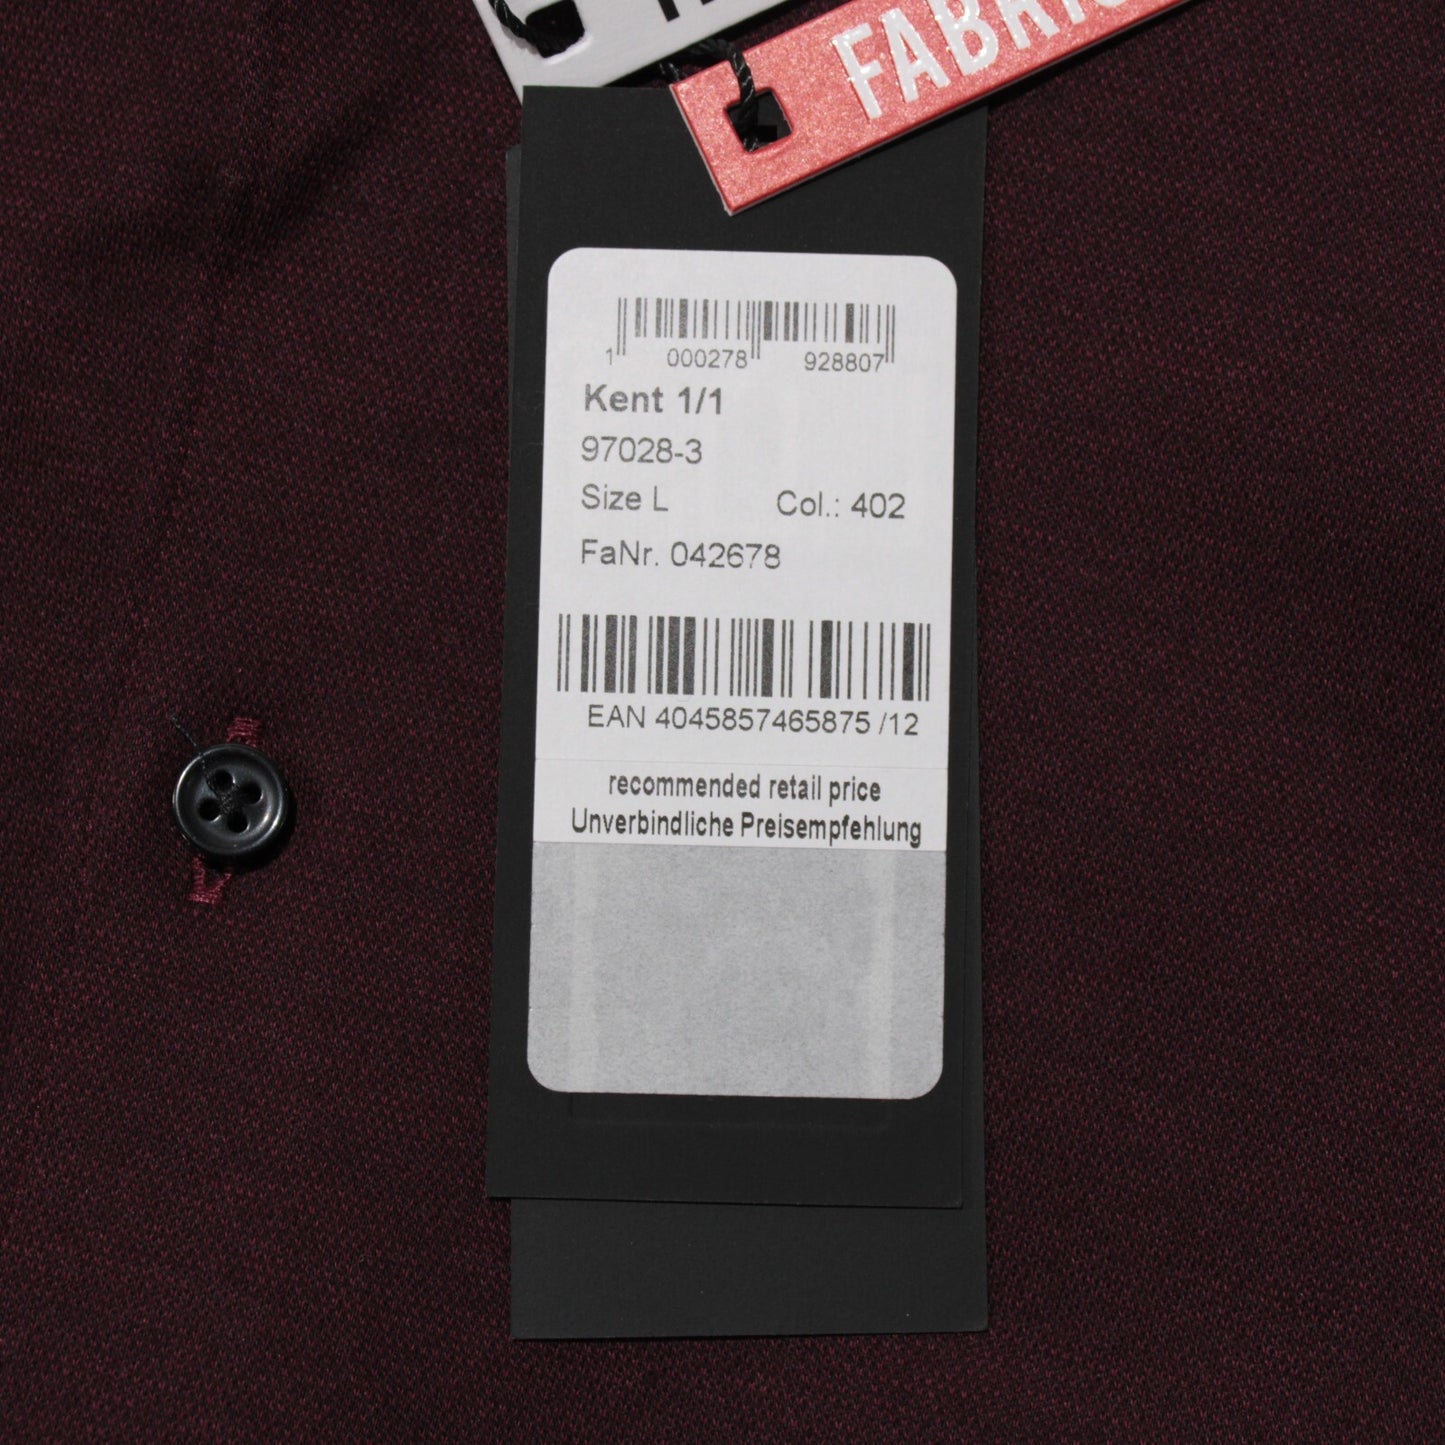 1 000278 928807
Kent 1/1
97028-3
Size L Col.: 402
FaNr. 042678
EAN 4045857465875 /12
recommended retail price
Unverbindliche Preisempfehlung